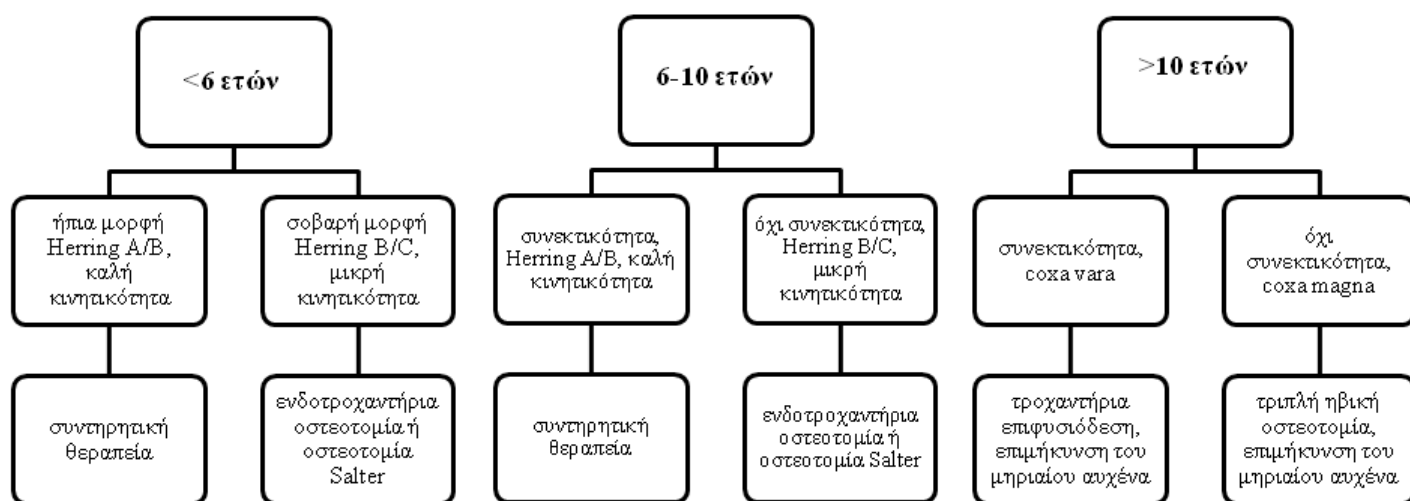 <6 ετών
ήπια μορφή
Herring A/B,
καλή
κινητικότητα
σοβαρή μορφή
Herring B/C,
μικρή
κινητικότητα
συντηρητική
θεραπεία
ενδοτροχαντήρια
οστεοτομία ή
οστεοτομία
Salter
6-10 ετών
συνεκτικότητα,
Herring A/B, καλή
κινητικότητα
όχι συνεκτικότητα,
Herring B/C,
μικρή
κινητικότητα
συντηρητική
θεραπεία
ενδοτροχαντήρια
οστεοτομία ή
οστεοτομία Salter
>10 ετών
συνεκτικότητα,
coxa vara
όχι
συνεκτικότητα,
coxa magna
τροχαντήρια
επιφυσιόδεση,
επιμήκυνση του
μηριαίου αυχένα
τριπλή ηβική
οστεοτομία,
επιμήκυνση του
μηριαίου αυχένα